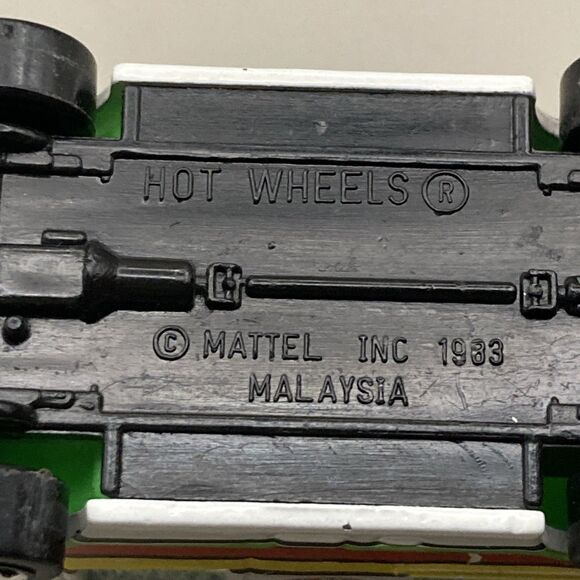 HOT WHEELS ®
© MATTEL INC 1983
MALAYSIA